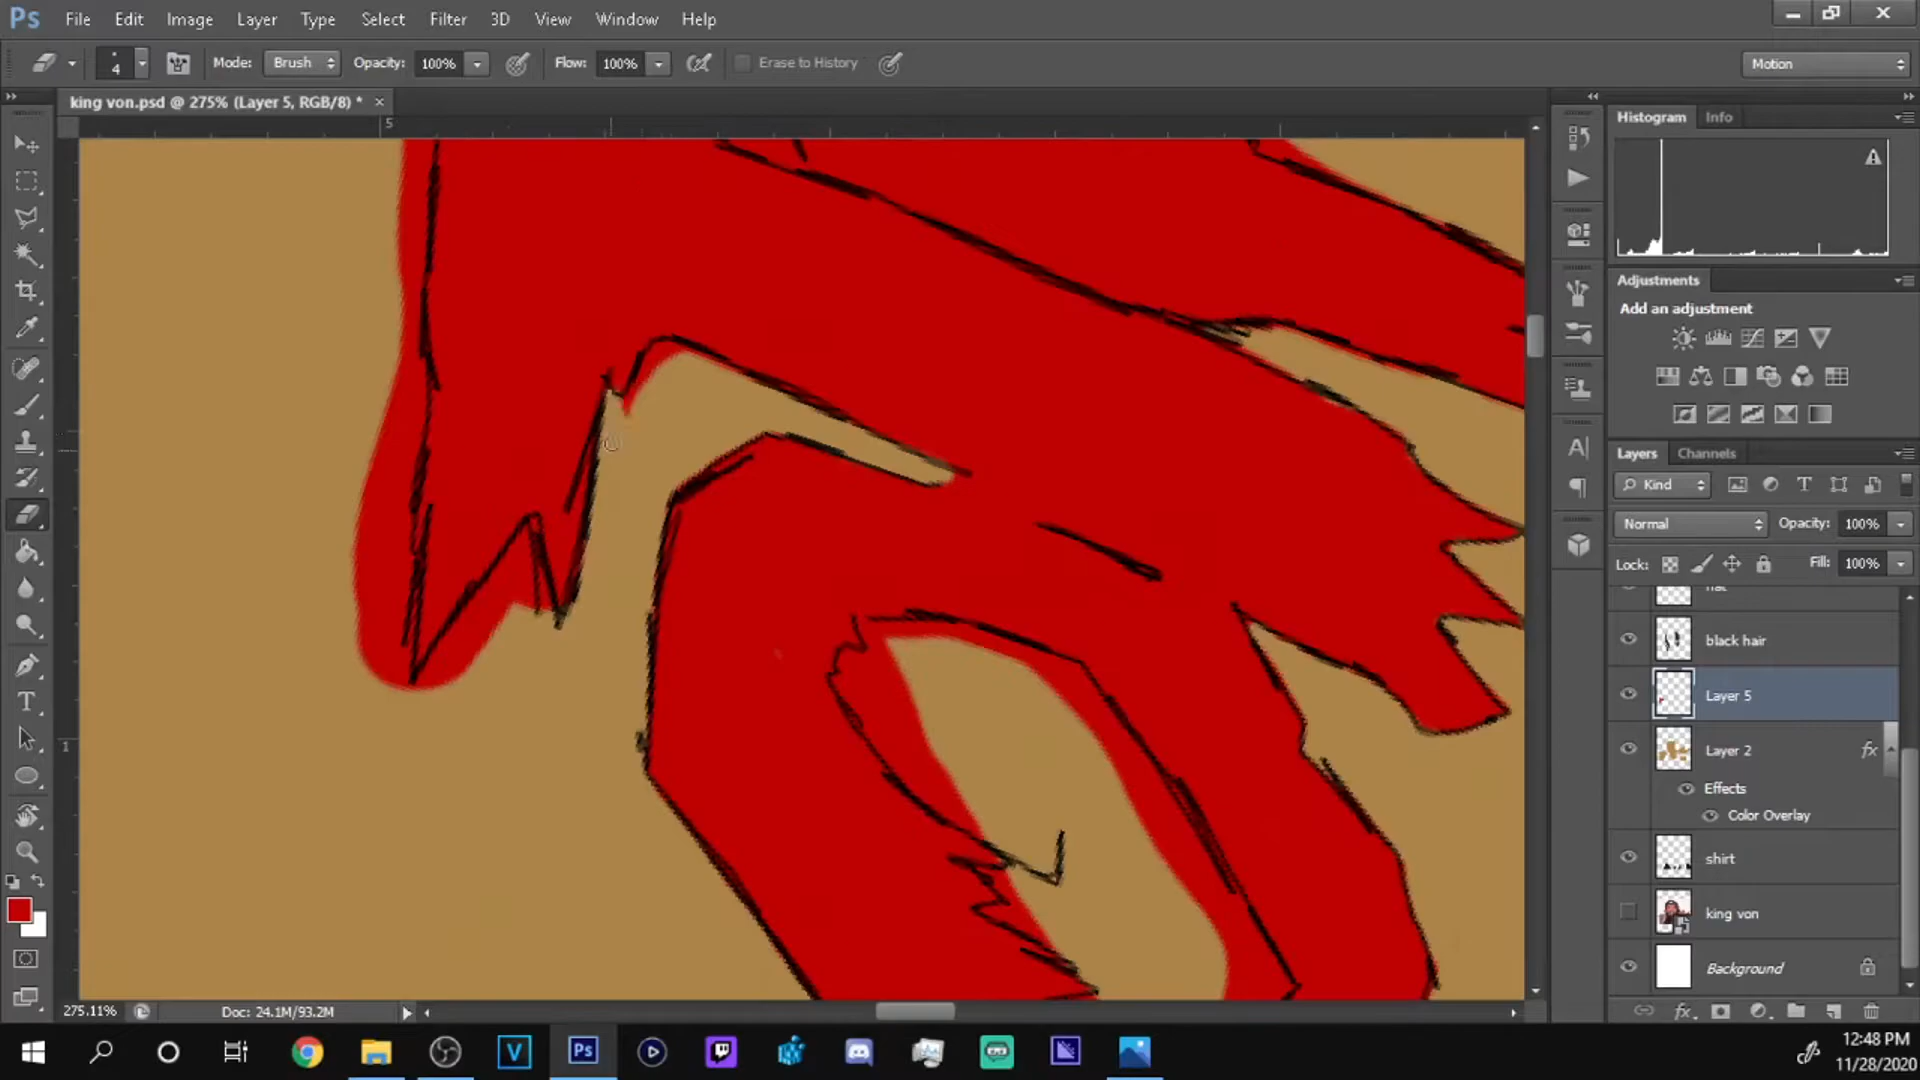 Ps File Edit Image Layer Type Select Filter 3D View Window Help
4 Mode: Brush Opacity: 100% Flow: 100% Erase to History Motion
king von.psd @ 275% (Layer 5, RGB/8) * ×
5
1
Histogram Info
Adjustments
Add an adjustment
Layers Channels
Kind
Normal Opacity: 100%
Lock: Fill: 100%
black hair
Layer 5
Layer 2 fx
Effects
Color Overlay
shirt
king von
Background
275.11% Doc: 24.1M/93.2M
12:48 PM
11/28/2020